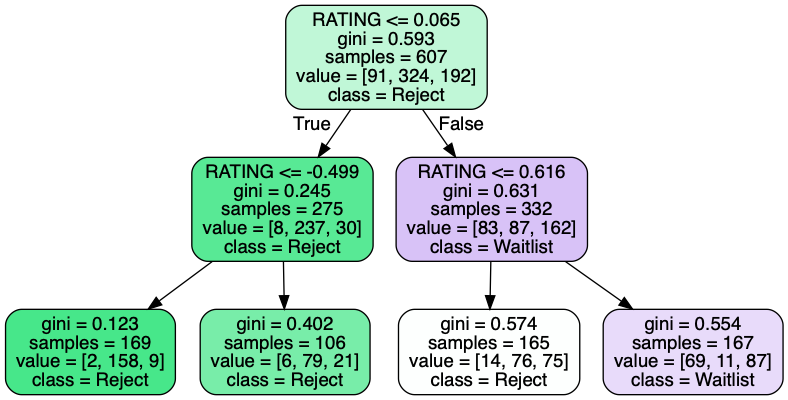 RATING <= 0.065
gini = 0.593
samples = 607
value = [91, 324, 192]
class = Reject
True
False
RATING <= -0.499
gini = 0.245
samples = 275
value = [8, 237, 30]
class = Reject
RATING <= 0.616
gini = 0.631
samples = 332
value = [83, 87, 162]
class = Waitlist
gini = 0.123
samples = 169
value = [2, 158, 9]
class = Reject
gini = 0.402
samples = 106
value = [6, 79, 21]
class = Reject
gini = 0.574
samples = 165
value = [14, 76, 75]
class = Reject
gini = 0.554
samples = 167
value = [69, 11, 87]
class = Waitlist